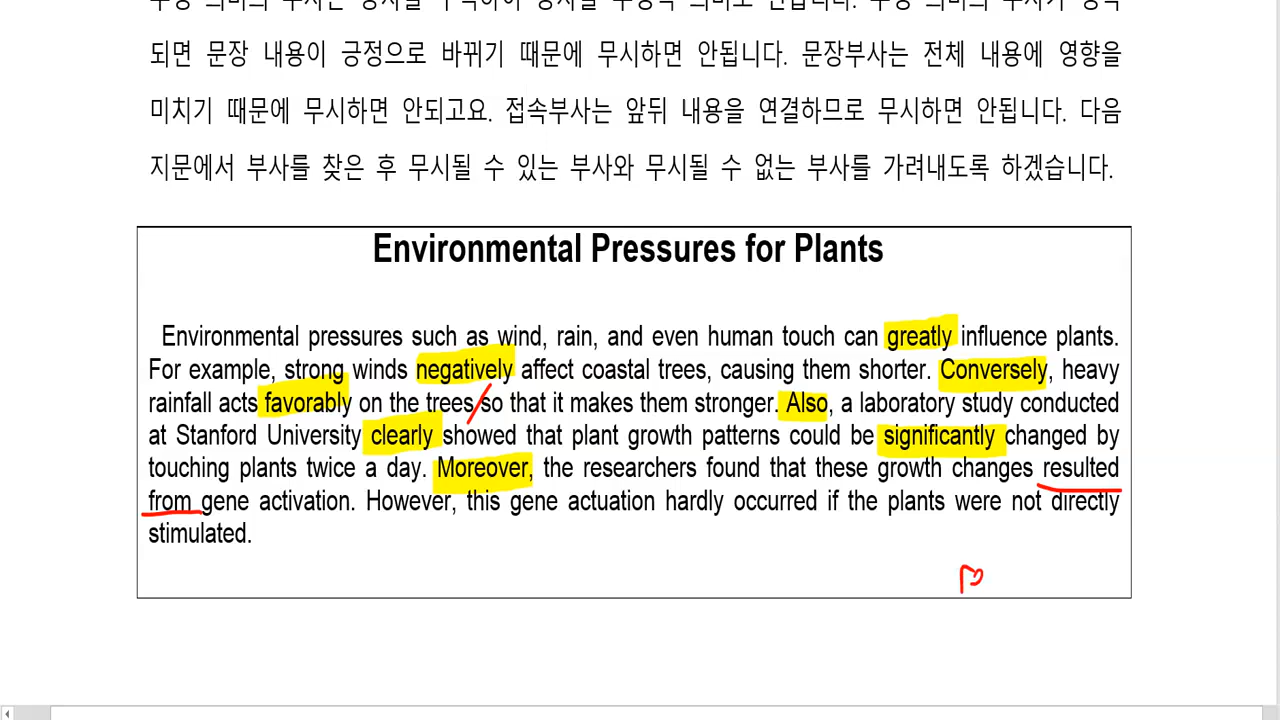 되면 문장 내용이 긍정으로 바뀌기 때문에 무시하면 안됩니다. 문장부사는 전체 내용에 영향을
미치기 때문에 무시하면 안되고요. 접속부사는 앞뒤 내용을 연결하므로 무시하면 안됩니다. 다음
지문에서 부사를 찾은 후 무시될 수 있는 부사와 무시될 수 없는 부사를 가려내도록 하겠습니다.
Environmental Pressures for Plants
Environmental pressures such as wind, rain, and even human touch can greatly influence plants.
For example, strong winds negatively affect coastal trees, causing them shorter. Conversely, heavy
rainfall acts favorably on the trees so that it makes them stronger. Also, a laboratory study conducted
at Stanford University clearly showed that plant growth patterns could be significantly changed by
touching plants twice a day. Moreover, the researchers found that these growth changes resulted
from gene activation. However, this gene actuation hardly occurred if the plants were not directly
stimulated.